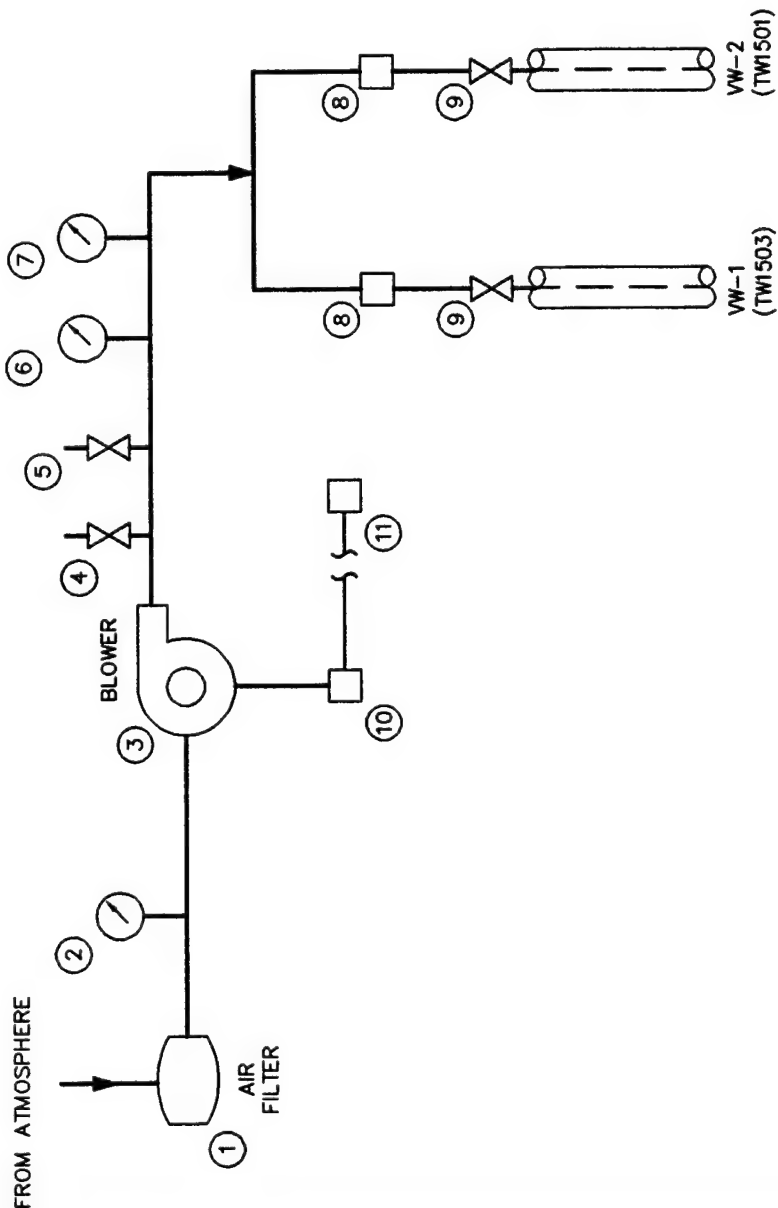 FROM ATMOSPHERE
1
AIR
FILTER
2
3
BLOWER
4
5
6
7
8
9
VW-1
(TW1503)
8
9
VW-2
(TW1501)
10
11